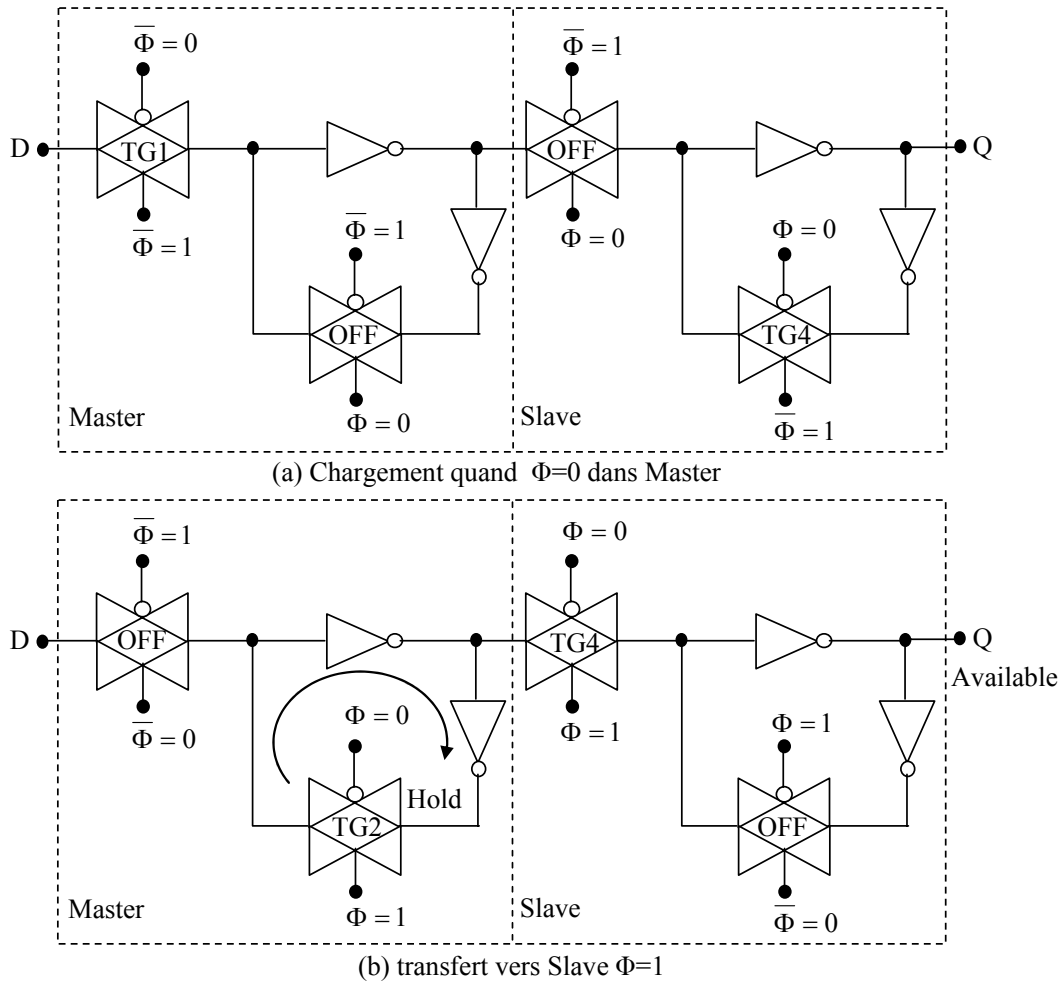 Φ̅ = 0
Φ̅ = 1
D
TG1
OFF
Q
Φ̅ = 1
Φ̅ = 1
Φ = 0
Φ = 0
OFF
TG4
Master
Φ = 0
Slave
Φ̅ = 1
(a) Chargement quand Φ=0 dans Master
Φ̅ = 1
Φ = 0
D
OFF
TG4
Q
Available
Φ̅ = 0
Φ = 0
Φ = 1
Φ = 1
Hold
TG2
OFF
Master
Φ = 1
Slave
Φ̅ = 0
(b) transfert vers Slave Φ=1